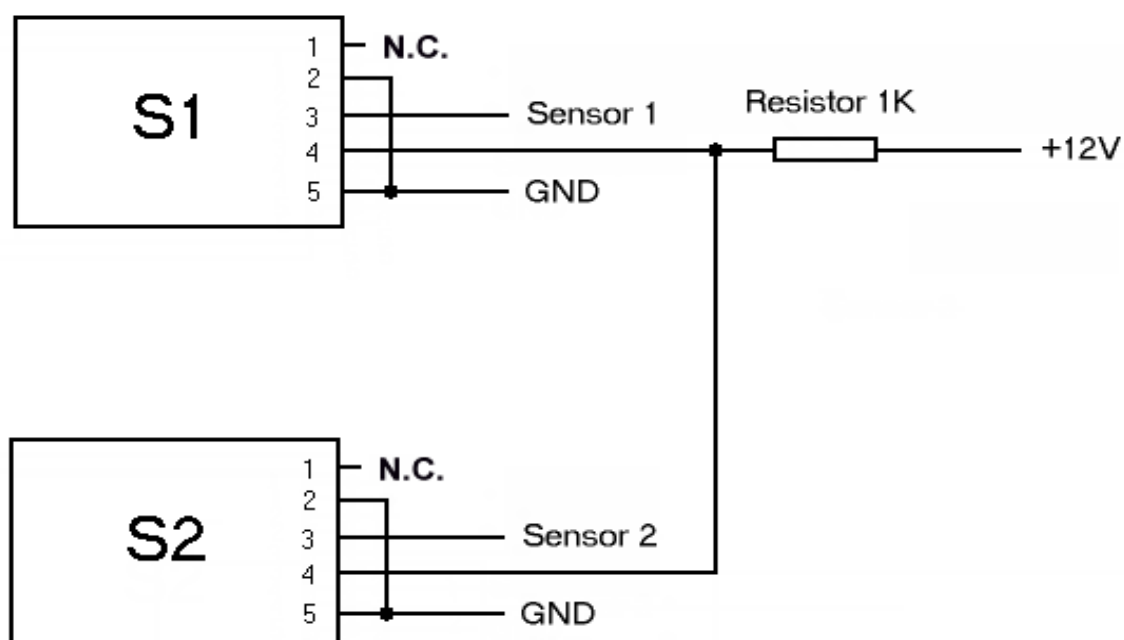 1 N.C.
2
S1
3 Sensor 1
Resistor 1K
4
+12V
5 GND
1 N.C.
2
S2
3 Sensor 2
4
5 GND